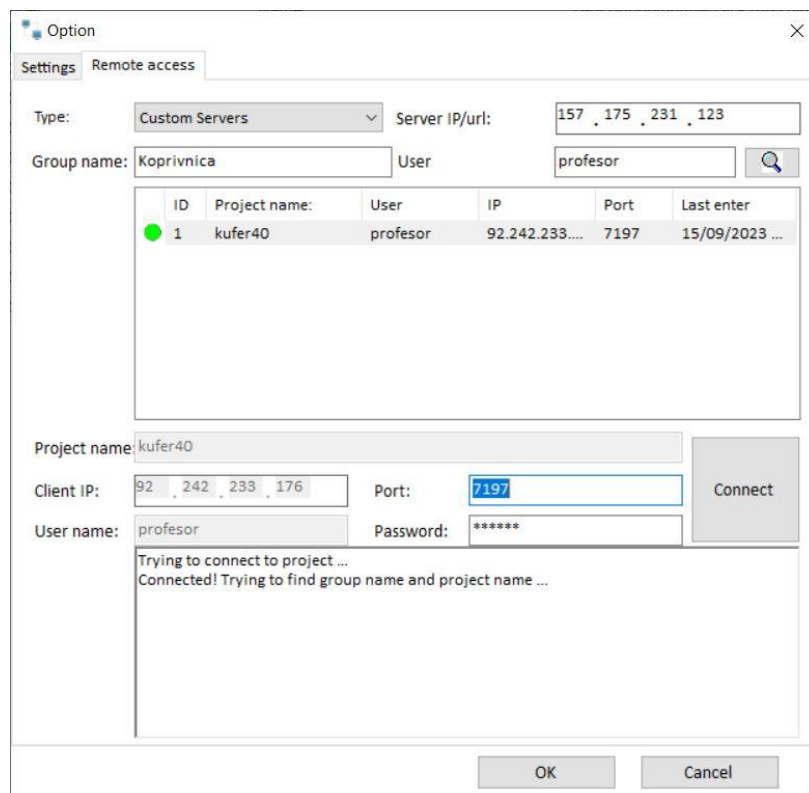 Option
Settings Remote access
Type: Custom Servers Server IP/url: 157 . 175 . 231 . 123
Group name: Koprivnica User profesor
ID Project name: User IP Port Last enter
1 kufer40 profesor 92.242.233.... 7197 15/09/2023 ...
Project name: kufer40
Client IP: 92 . 242 . 233 . 176 Port: 7197 Connect
User name: profesor Password: ******
Trying to connect to project ...
Connected! Trying to find group name and project name ...
OK Cancel